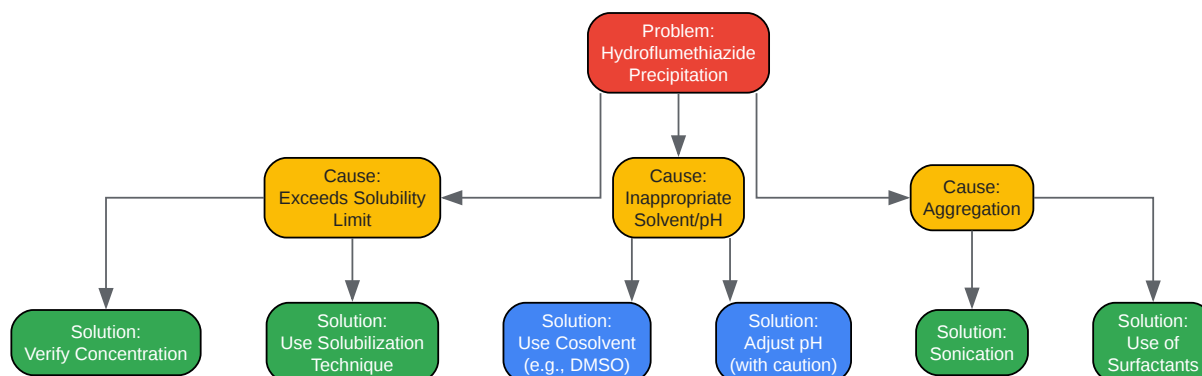 Problem:
Hydroflumethiazide
Precipitation
Cause:
Exceeds Solubility
Limit
Cause:
Inappropriate
Solvent/pH
Cause:
Aggregation
Solution:
Verify Concentration
Solution:
Use Solubilization
Technique
Solution:
Use Cosolvent
(e.g., DMSO)
Solution:
Adjust pH
(with caution)
Solution:
Sonication
Solution:
Use of
Surfactants